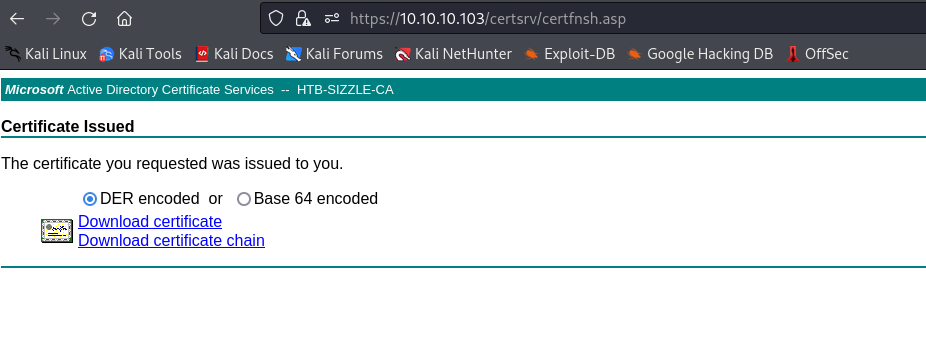 https://10.10.10.103/certsrv/certfnsh.asp
Kali Linux Kali Tools Kali Docs Kali Forums Kali NetHunter Exploit-DB Google Hacking DB OffSec
Microsoft Active Directory Certificate Services -- HTB-SIZZLE-CA
Certificate Issued
The certificate you requested was issued to you.
DER encoded or Base 64 encoded
Download certificate
Download certificate chain